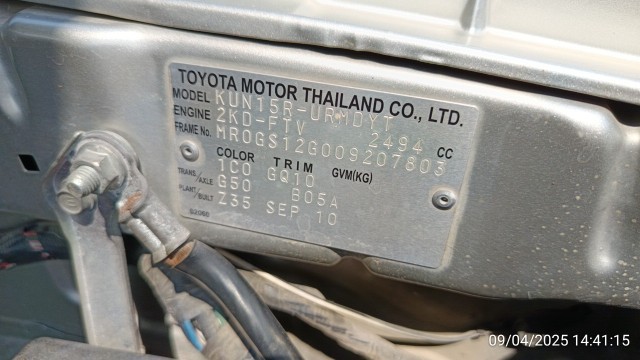 TOYOTA MOTOR THAILAND CO., LTD.
MODEL KUN15R-URMDYT
ENGINE 2KD-FTV 2494 CC
FRAME No. MR0GS12G009207803
COLOR TRIM GVM(KG)
1C0 GQ10
TRANS/AXLE G50 B05A
PLANT/BUILT Z35 SEP 10
09/04/2025 14:41:15